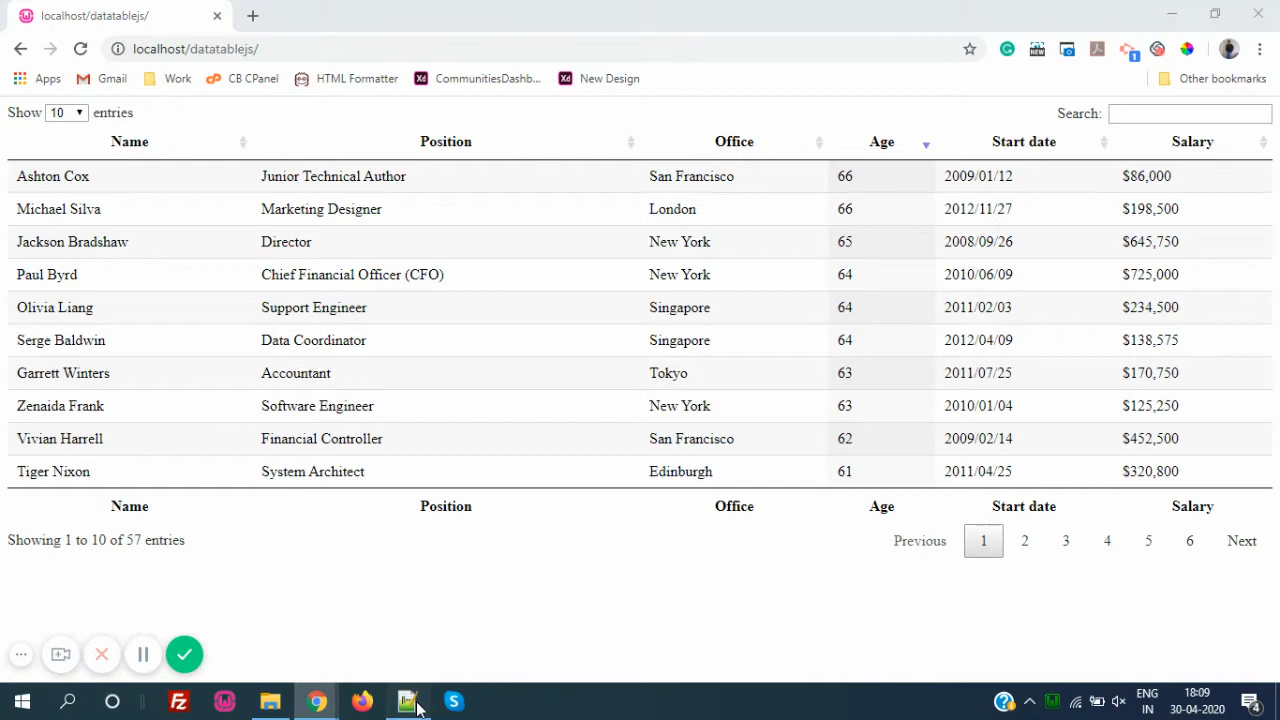 localhost/datatablejs/
localhost/datatablejs/
NEW
1
Apps Gmail Work CB CPanel HTML Formatter Xd CommunitiesDashb... Xd New Design Other bookmarks
Show 10 entries Search:
Name Position Office Age Start date Salary
Ashton Cox Junior Technical Author San Francisco 66 2009/01/12 $86,000
Michael Silva Marketing Designer London 66 2012/11/27 $198,500
Jackson Bradshaw Director New York 65 2008/09/26 $645,750
Paul Byrd Chief Financial Officer (CFO) New York 64 2010/06/09 $725,000
Olivia Liang Support Engineer Singapore 64 2011/02/03 $234,500
Serge Baldwin Data Coordinator Singapore 64 2012/04/09 $138,575
Garrett Winters Accountant Tokyo 63 2011/07/25 $170,750
Zenaida Frank Software Engineer New York 63 2010/01/04 $125,250
Vivian Harrell Financial Controller San Francisco 62 2009/02/14 $452,500
Tiger Nixon System Architect Edinburgh 61 2011/04/25 $320,800
Name Position Office Age Start date Salary
Showing 1 to 10 of 57 entries Previous 1 2 3 4 5 6 Next
Fz S ENG 18:09
IN 30-04-2020 4